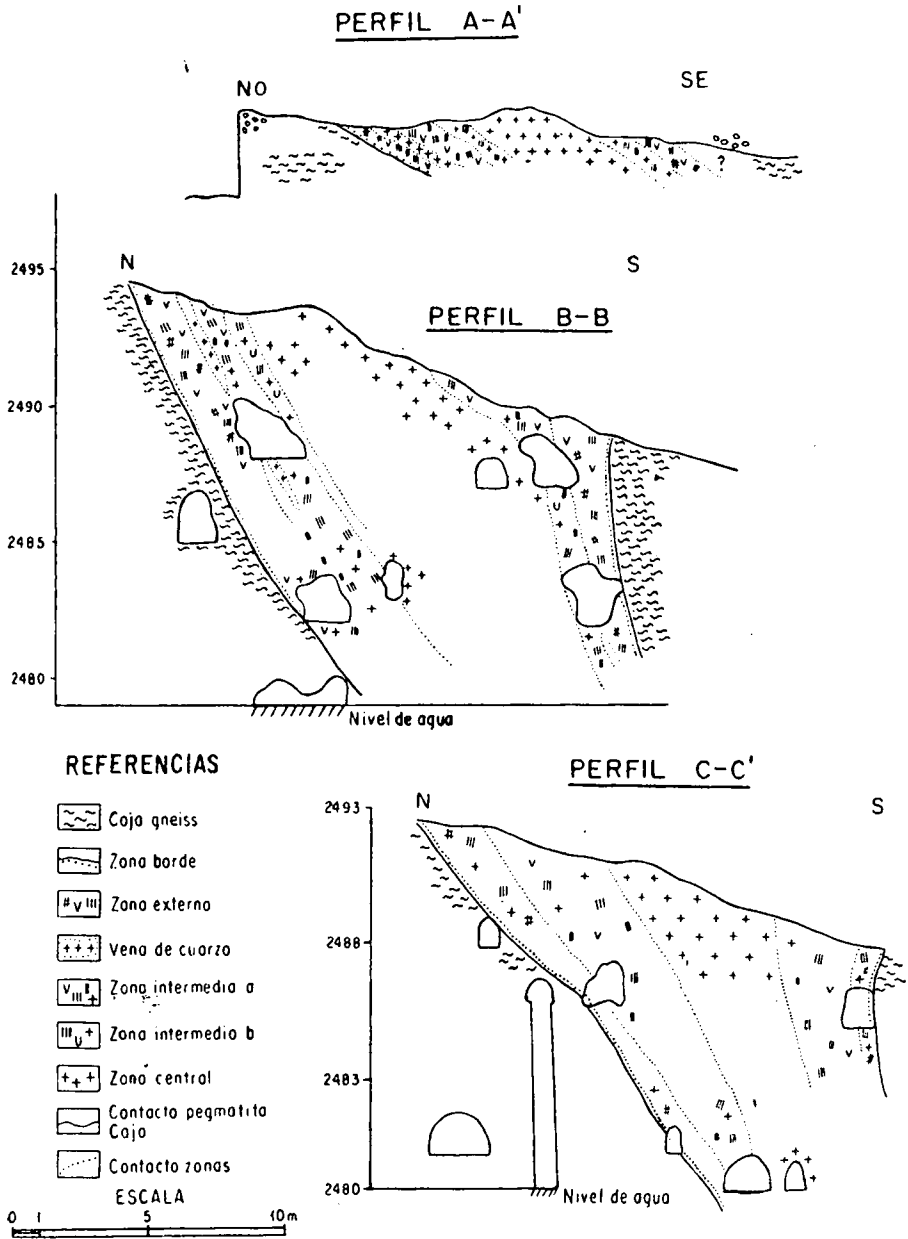 PERFIL A-A'
NO
SE
?
N
S
PERFIL B-B
2495
2490
2485
2480
Nivel de agua
REFERENCIAS
Caja gneiss
Zona borde
Zona externa
Vena de cuarzo
Zona intermedia a
Zona intermedia b
Zona central
Contacto pegmatita
Caja
Contacto zonas
ESCALA
0 1 5 10m
PERFIL C-C'
N
S
2493
2488
2483
2480
Nivel de agua